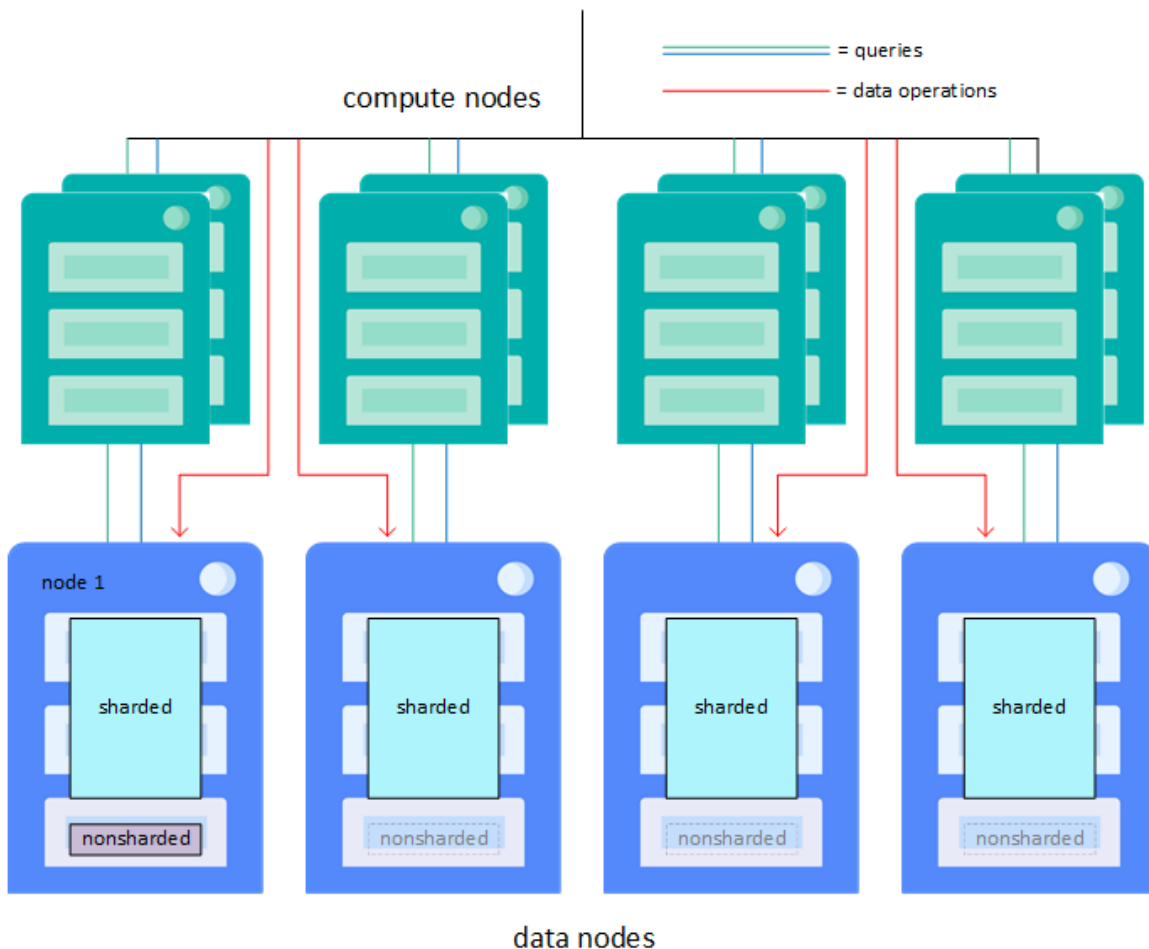 = queries
compute nodes
= data operations
node 1
sharded
sharded
sharded
sharded
nonsharded
nonsharded
nonsharded
nonsharded
data nodes